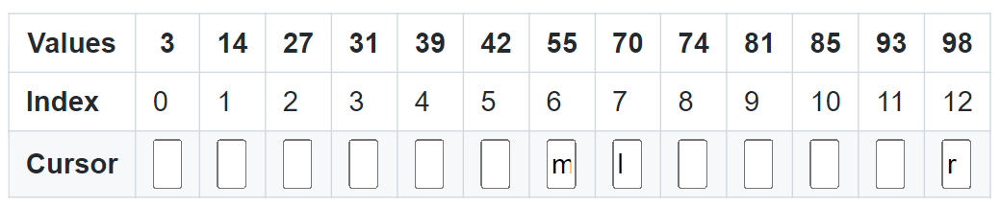 Values 3 14 27 31 39 42 55 70 74 81 85 93 98
Index 0 1 2 3 4 5 6 7 8 9 10 11 12
Cursor m l r